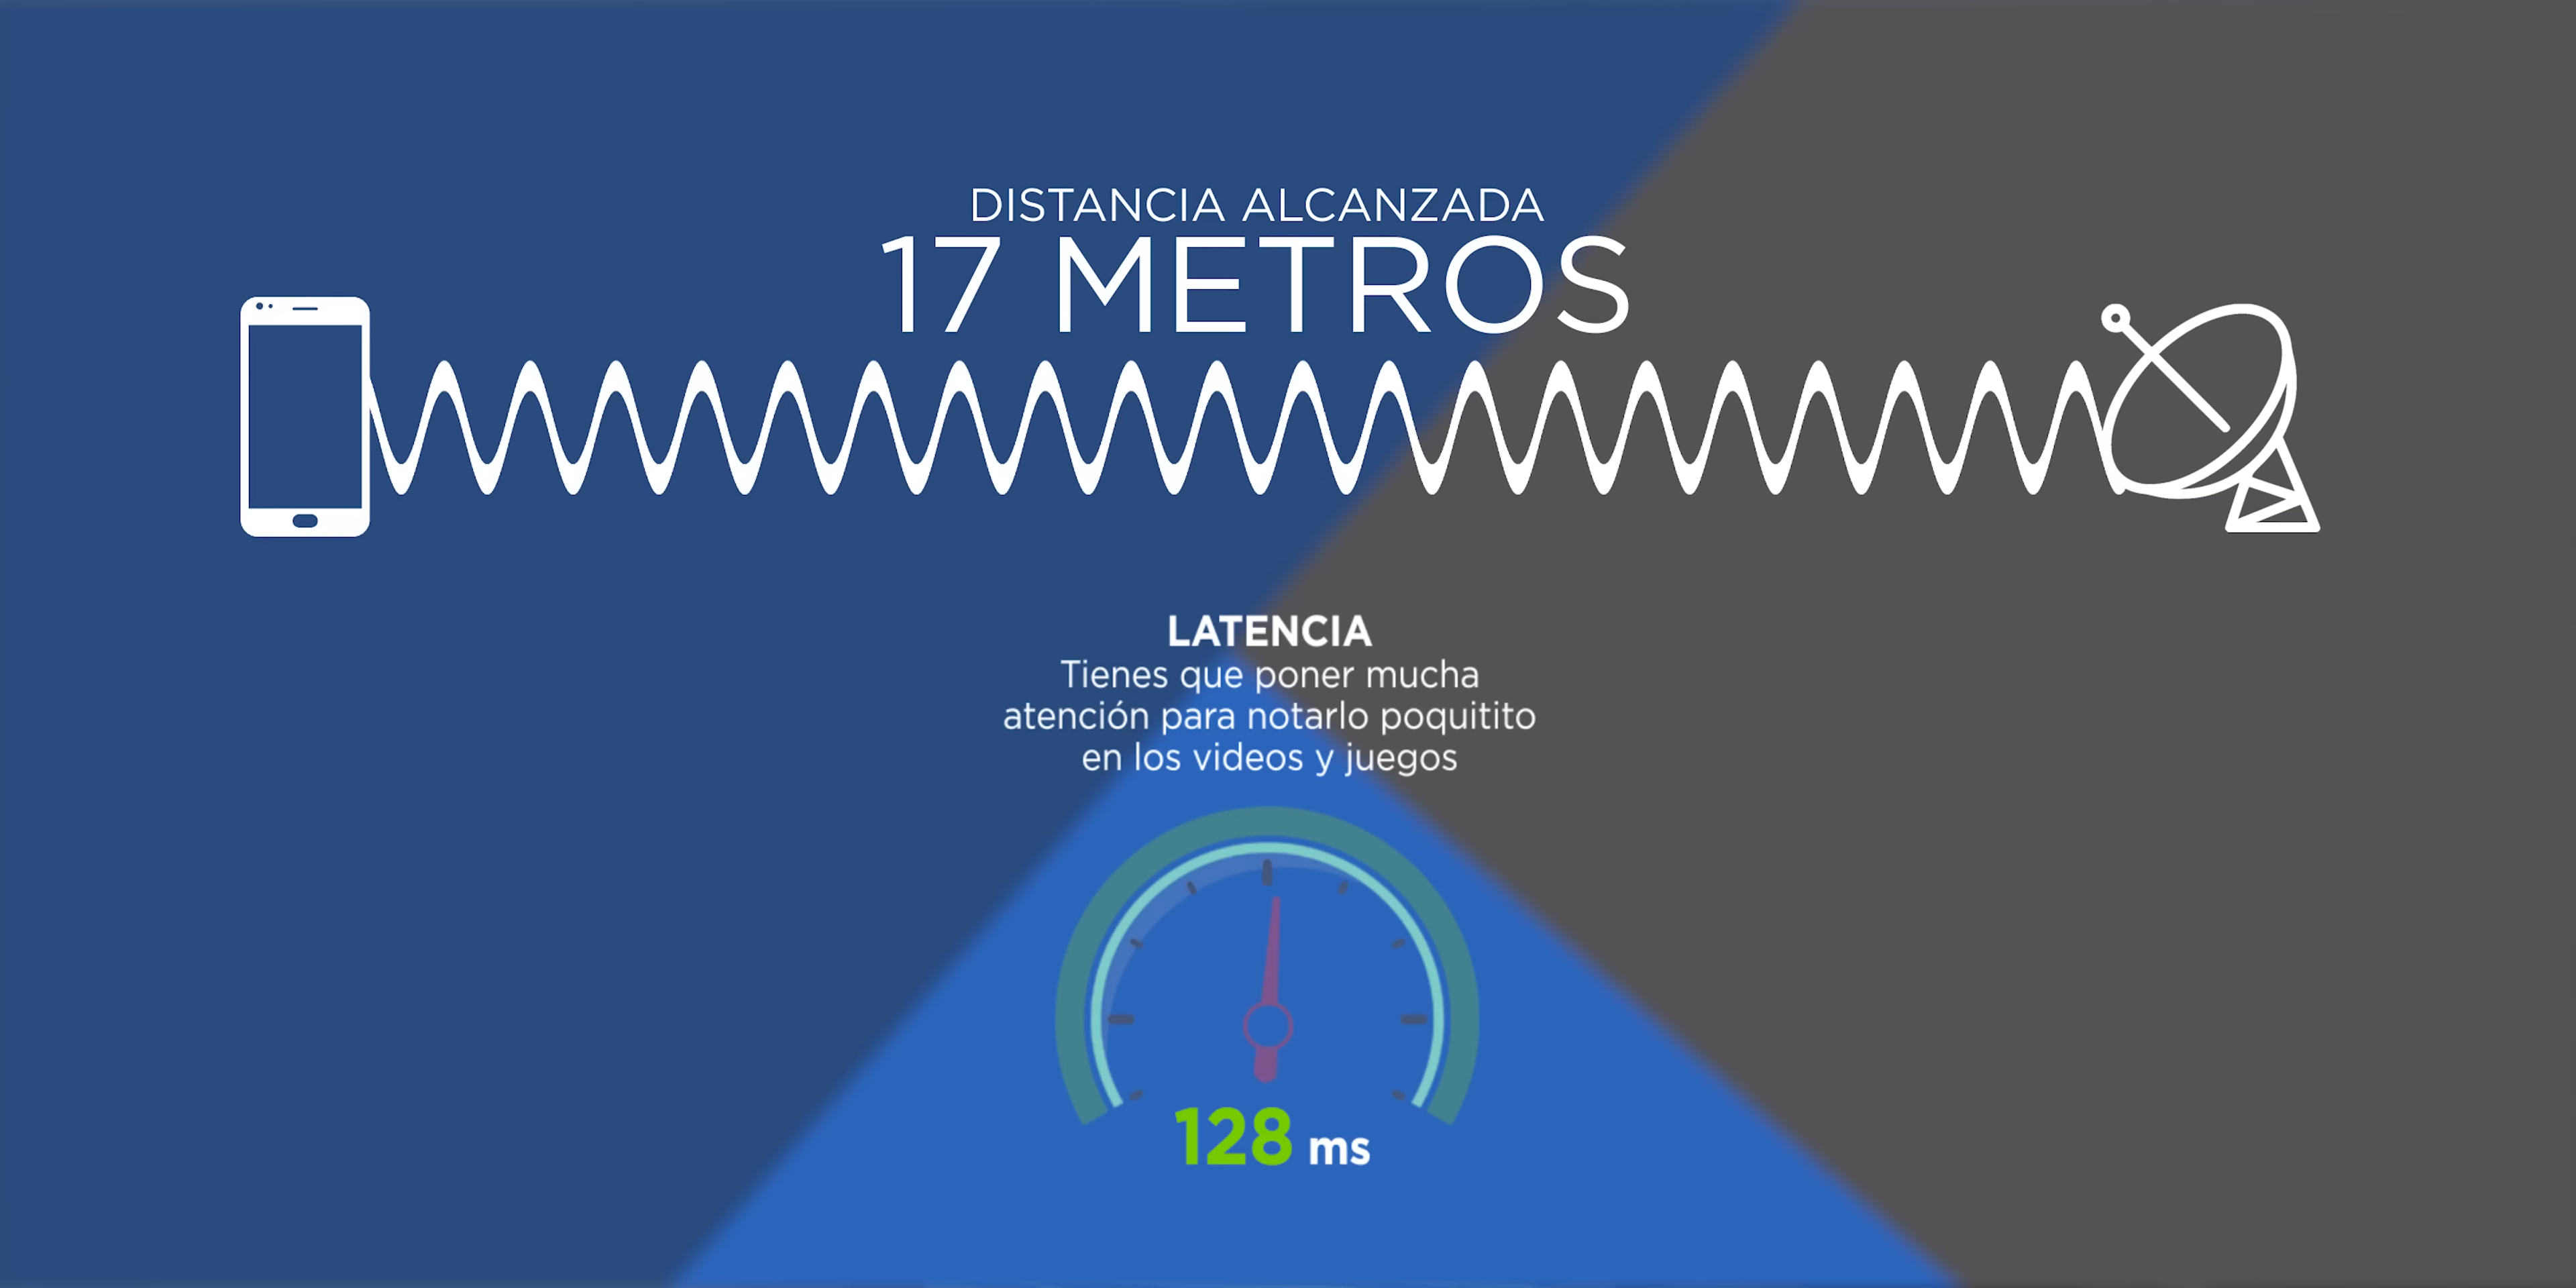 DISTANCIA ALCANZADA
17 METROS
LATENCIA
Tienes que poner mucha
atención para notarlo poquitito
en los videos y juegos
128 ms